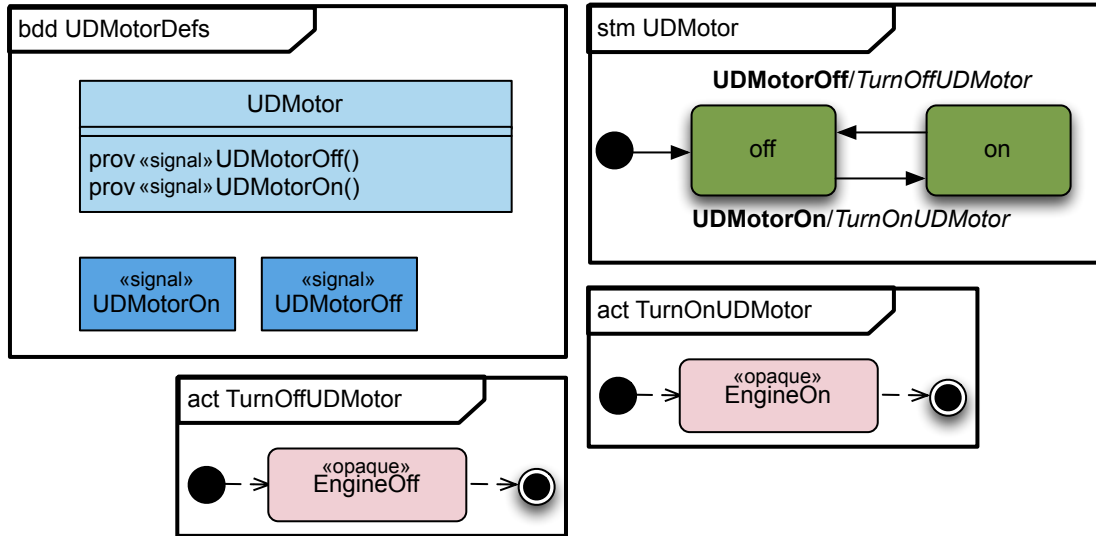 bdd UDMotorDefs
UDMotor
prov «signal» UDMotorOff()
prov «signal» UDMotorOn()
«signal»
UDMotorOn
«signal»
UDMotorOff
stm UDMotor
UDMotorOff/TurnOffUDMotor
off
on
UDMotorOn/TurnOnUDMotor
act TurnOffUDMotor
«opaque»
EngineOff
act TurnOnUDMotor
«opaque»
EngineOn